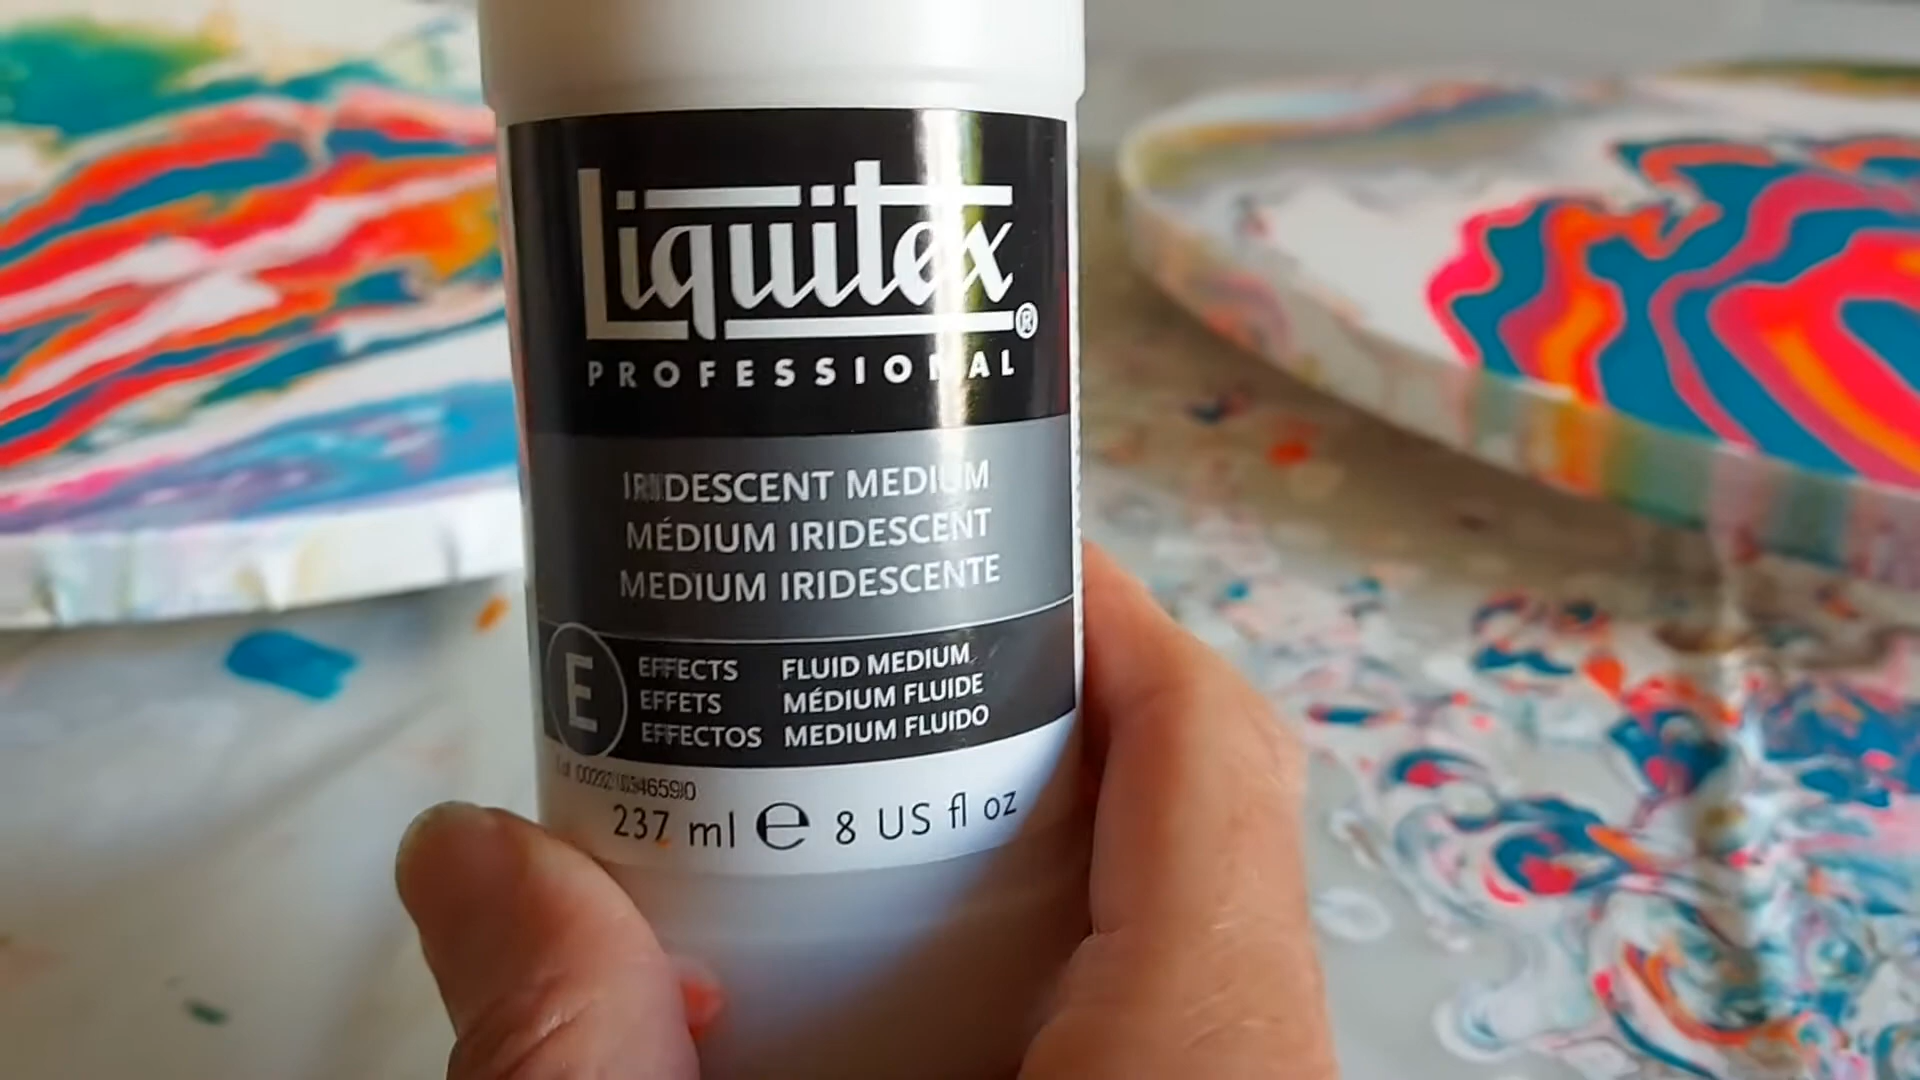 Liquitex®
PROFESSIONAL
IRIDESCENT MEDIUM
MÉDIUM IRIDESCENT
MEDIUM IRIDESCENTE
E
EFFECTS FLUID MEDIUM
EFFETS MÉDIUM FLUIDE
EFFECTOS MEDIUM FLUIDO
237 ml e 8 US fl oz